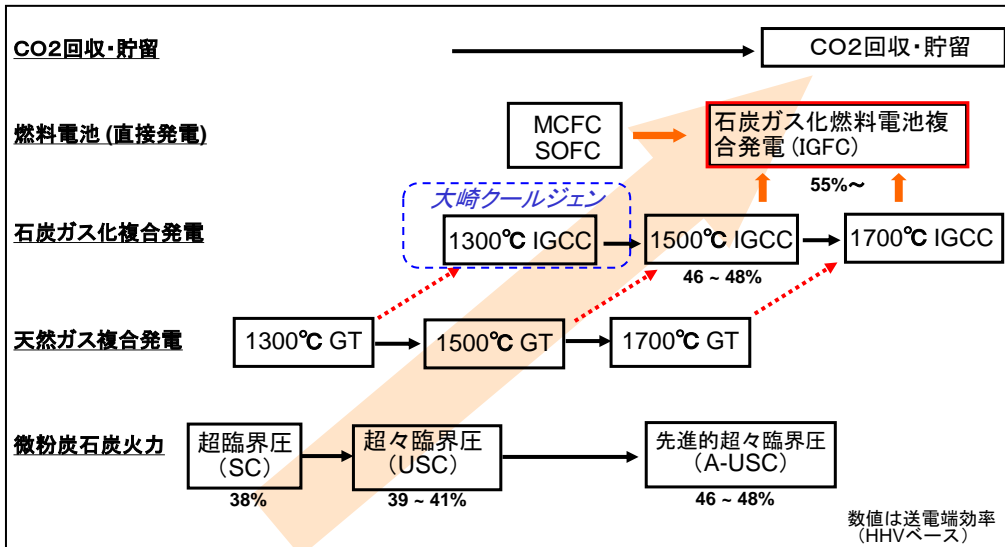 CO2回収・貯留
CO2回収・貯留
燃料電池 (直接発電)
MCFC
SOFC
石炭ガス化燃料電池複
合発電 (IGFC)
55%～
大崎クールジェン
石炭ガス化複合発電
1300℃ IGCC
1500℃ IGCC
1700℃ IGCC
46 ~ 48%
天然ガス複合発電
1300℃ GT
1500℃ GT
1700℃ GT
微粉炭石炭火力
超臨界圧
（SC）
38%
超々臨界圧
（USC）
39 ~ 41%
先進的超々臨界圧
（A-USC）
46 ~ 48%
数値は送電端効率
（HHVベース）